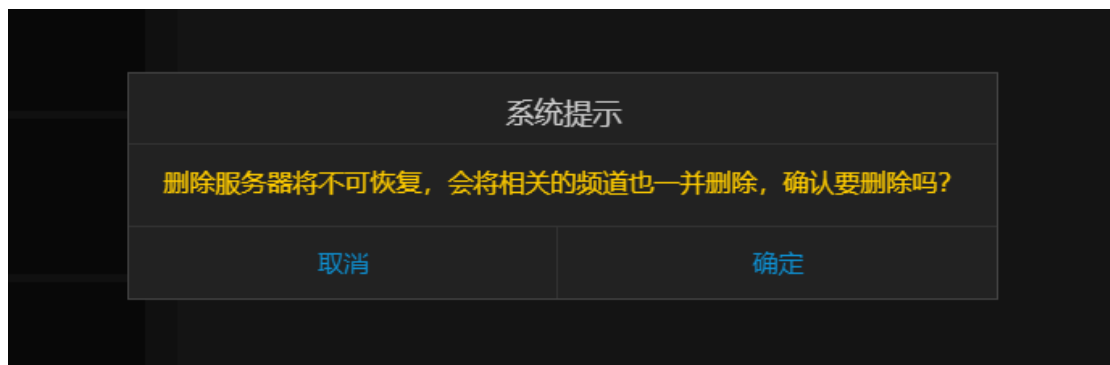 系统提示
删除服务器将不可恢复，会将相关的频道也一并删除，确认要删除吗？
取消
确定